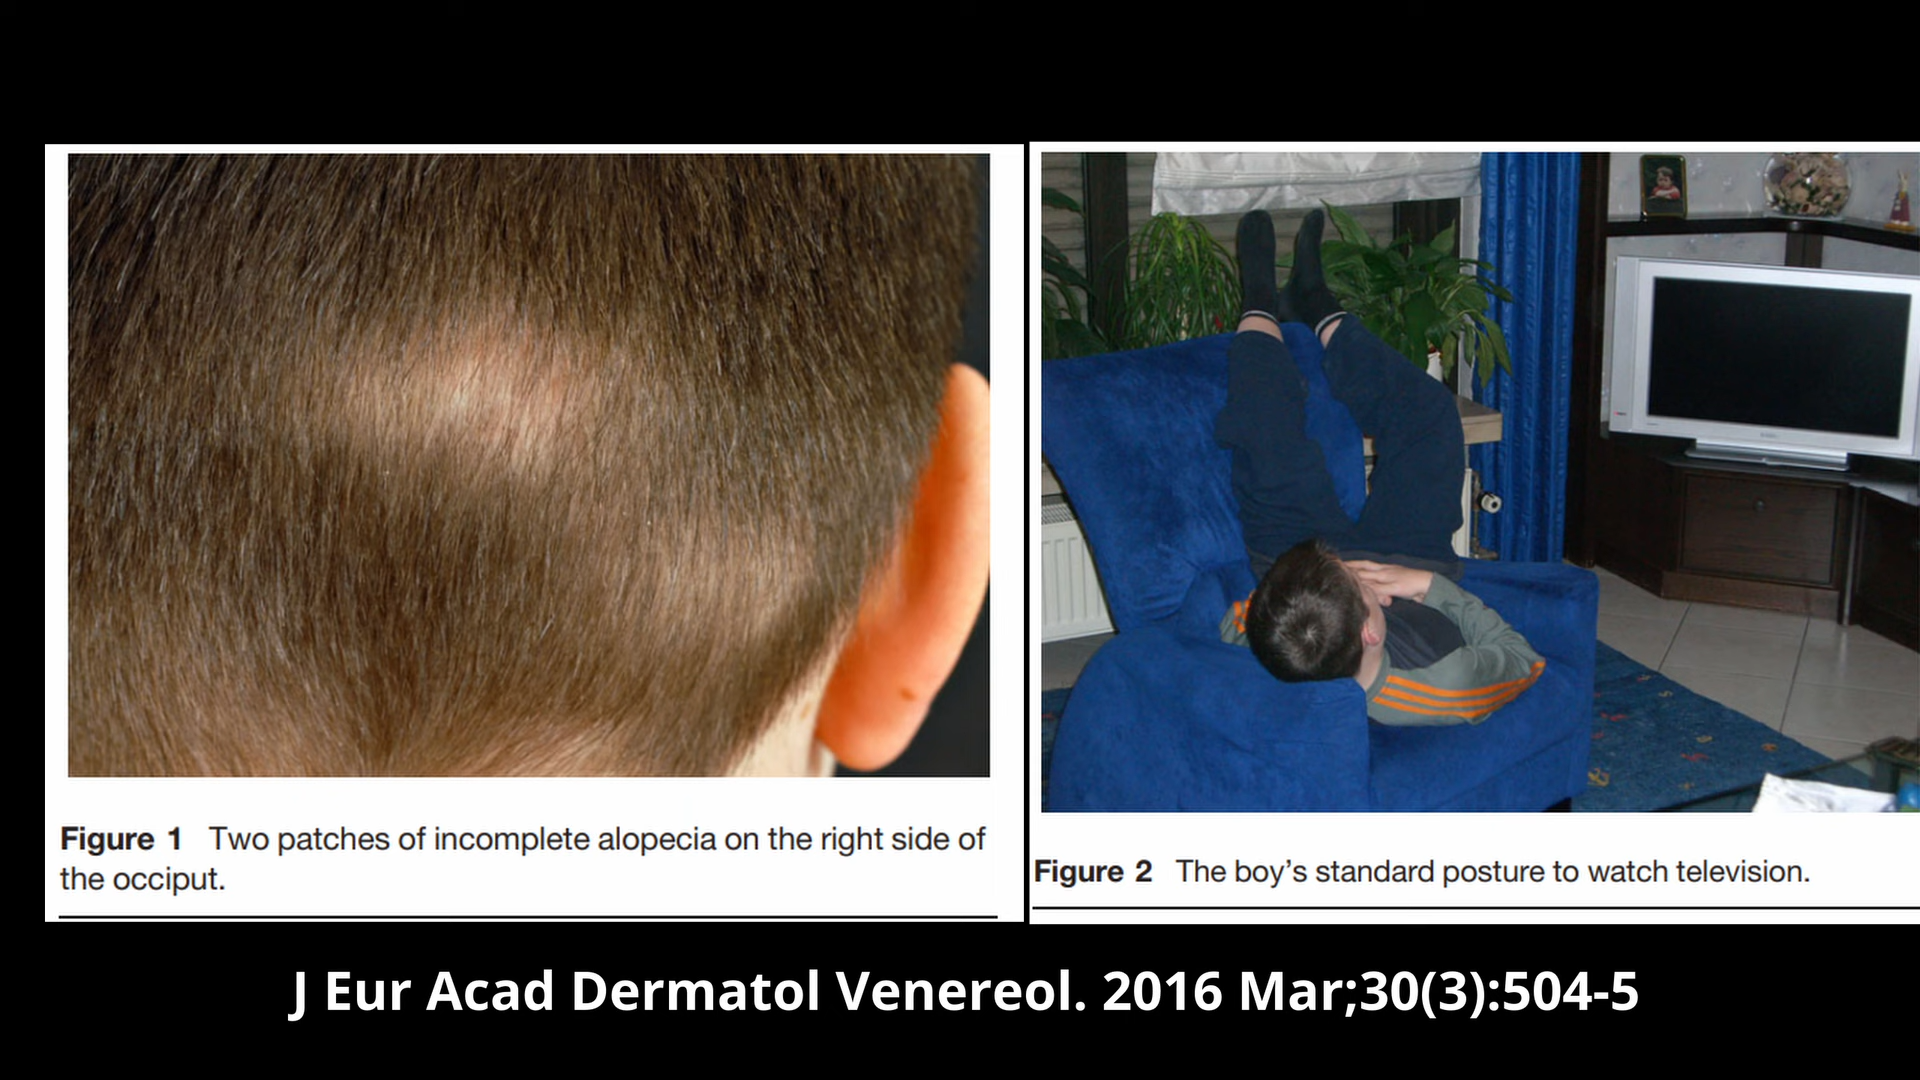 Figure 1 Two patches of incomplete alopecia on the right side of
the occiput.
Figure 2 The boy's standard posture to watch television.
J Eur Acad Dermatol Venereol. 2016 Mar;30(3):504-5